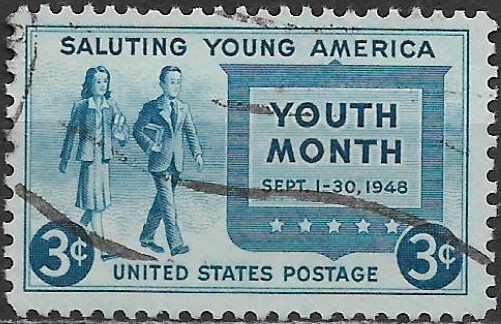 SALUTING YOUNG AMERICA
YOUTH
MONTH
SEPT. 1-30, 1948
3¢ 3¢
UNITED STATES POSTAGE